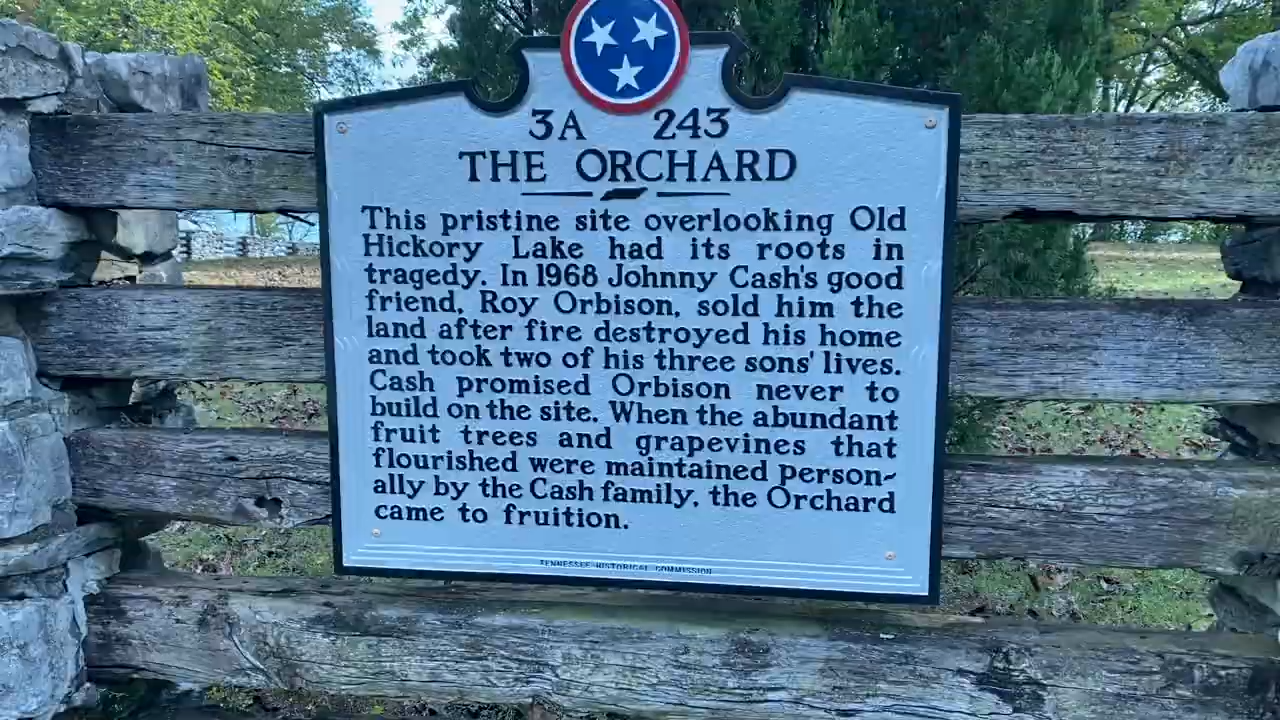 3A 243
THE ORCHARD
This pristine site overlooking Old
Hickory Lake had its roots in
tragedy. In 1968 Johnny Cash's good
friend, Roy Orbison, sold him the
land after fire destroyed his home
and took two of his three sons' lives.
Cash promised Orbison never to
build on the site. When the abundant
fruit trees and grapevines that
flourished were maintained person-
ally by the Cash family, the Orchard
came to fruition.
TENNESSEE HISTORICAL COMMISSION